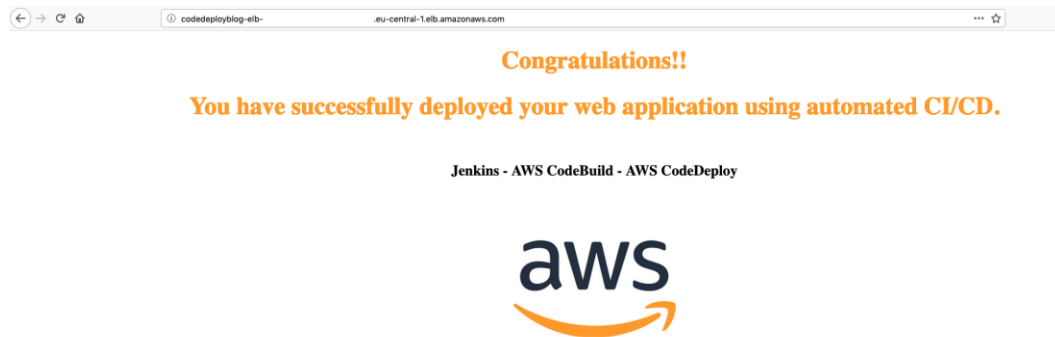 codedeployblog-elb- .eu-central-1.elb.amazonaws.com
Congratulations!!
You have successfully deployed your web application using automated CI/CD.
Jenkins - AWS CodeBuild - AWS CodeDeploy
aws